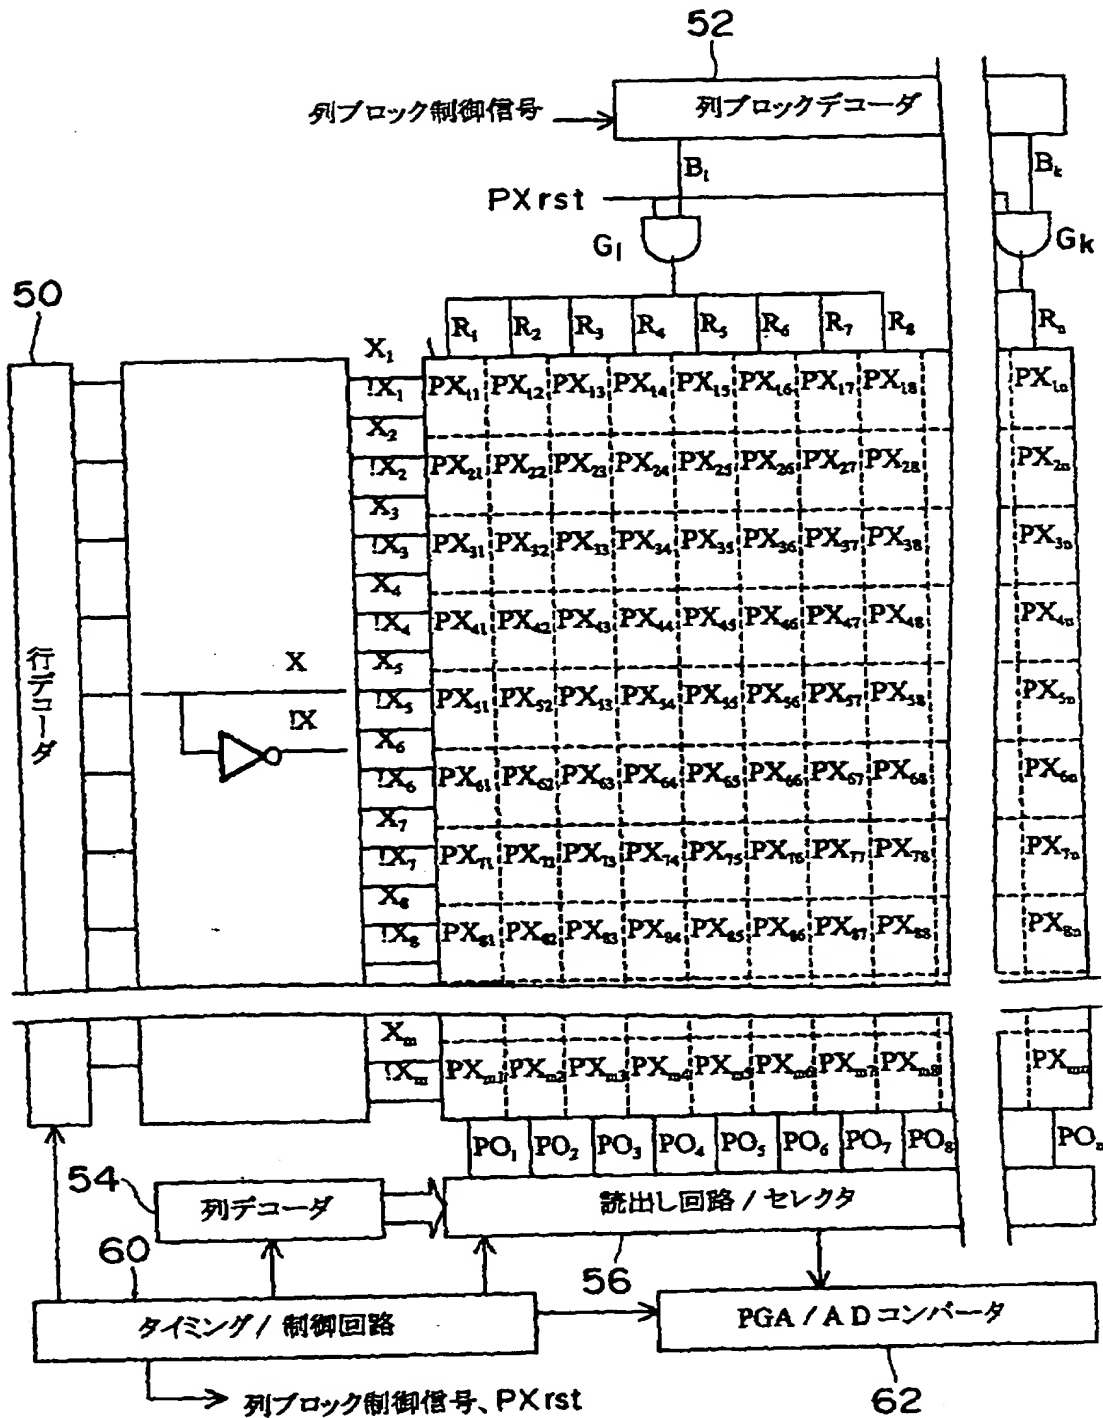 52
列ブロック制御信号
列ブロックデコーダ
B₁
Bₖ
PXrst
G₁
Gk
50
R₁ R₂ R₃ R₄ R₅ R₆ R₇ R₈ Rₙ
X₁
!X₁ PX₁₁ PX₁₂ PX₁₃ PX₁₄ PX₁₅ PX₁₆ PX₁₇ PX₁₈ PX₁ₙ
X₂
!X₂ PX₂₁ PX₂₂ PX₂₃ PX₂₄ PX₂₅ PX₂₆ PX₂₇ PX₂₈ PX₂ₙ
X₃
!X₃ PX₃₁ PX₃₂ PX₃₃ PX₃₄ PX₃₅ PX₃₆ PX₃₇ PX₃₈ PX₃ₙ
X₄
!X₄ PX₄₁ PX₄₂ PX₄₃ PX₄₄ PX₄₅ PX₄₆ PX₄₇ PX₄₈ PX₄ₙ
行デコーダ
X
!X
X₅
!X₅ PX₅₁ PX₅₂ PX₅₃ PX₅₄ PX₅₅ PX₅₆ PX₅₇ PX₅₈ PX₅ₙ
X₆
!X₆ PX₆₁ PX₆₂ PX₆₃ PX₆₄ PX₆₅ PX₆₆ PX₆₇ PX₆₈ PX₆ₙ
X₇
!X₇ PX₇₁ PX₇₂ PX₇₃ PX₇₄ PX₇₅ PX₇₆ PX₇₇ PX₇₈ PX₇ₙ
X₈
!X₈ PX₈₁ PX₈₂ PX₈₃ PX₈₄ PX₈₅ PX₈₆ PX₈₇ PX₈₈ PX₈ₙ
Xₘ
!Xₘ PXₘ₁ PXₘ₂ PXₘ₃ PXₘ₄ PXₘ₅ PXₘ₆ PXₘ₇ PXₘ₈ PXₘₙ
PO₁ PO₂ PO₃ PO₄ PO₅ PO₆ PO₇ PO₈ POₙ
54
列デコーダ
読出し回路 / セレクタ
60
56
タイミング / 制御回路
PGA / AD コンバータ
列ブロック制御信号、PXrst
62